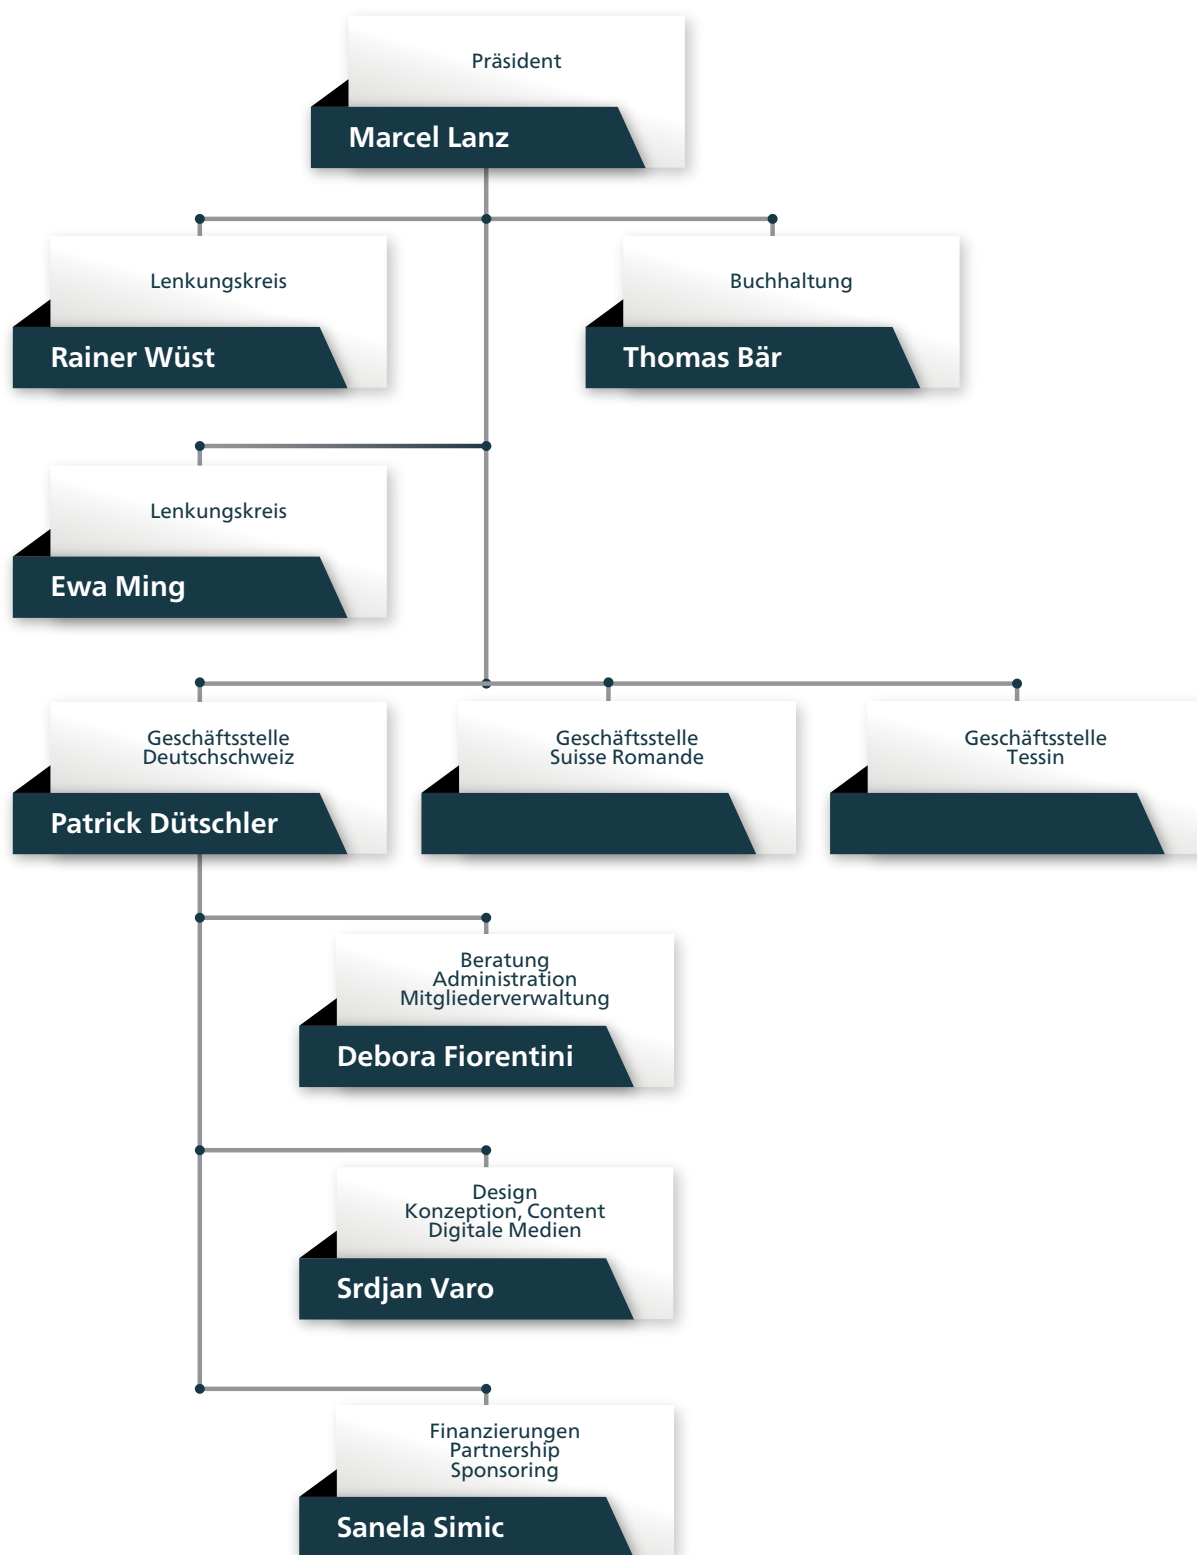 Präsident
Marcel Lanz
Lenkungskreis
Rainer Wüst
Buchhaltung
Thomas Bär
Lenkungskreis
Ewa Ming
Geschäftsstelle
Deutschschweiz
Patrick Dütschler
Geschäftsstelle
Suisse Romande
Geschäftsstelle
Tessin
Beratung
Administration
Mitgliederverwaltung
Debora Fiorentini
Design
Konzeption, Content
Digitale Medien
Srdjan Varo
Finanzierungen
Partnership
Sponsoring
Sanela Simic